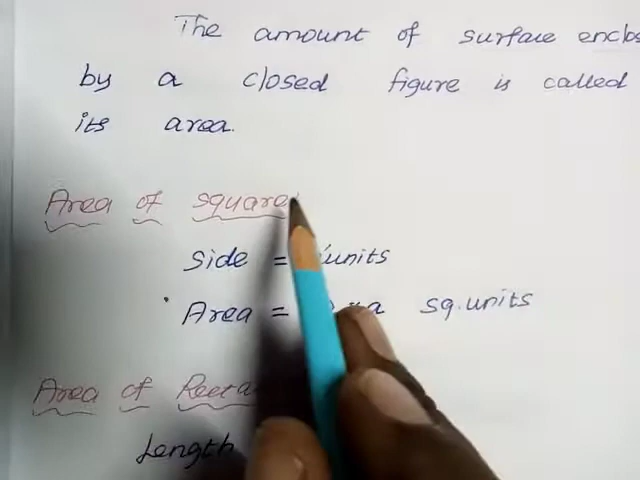 The amount of surface
by a closed figure is called
its area.
Area of square
Side = units
Area = a sq.units
Area of
Length